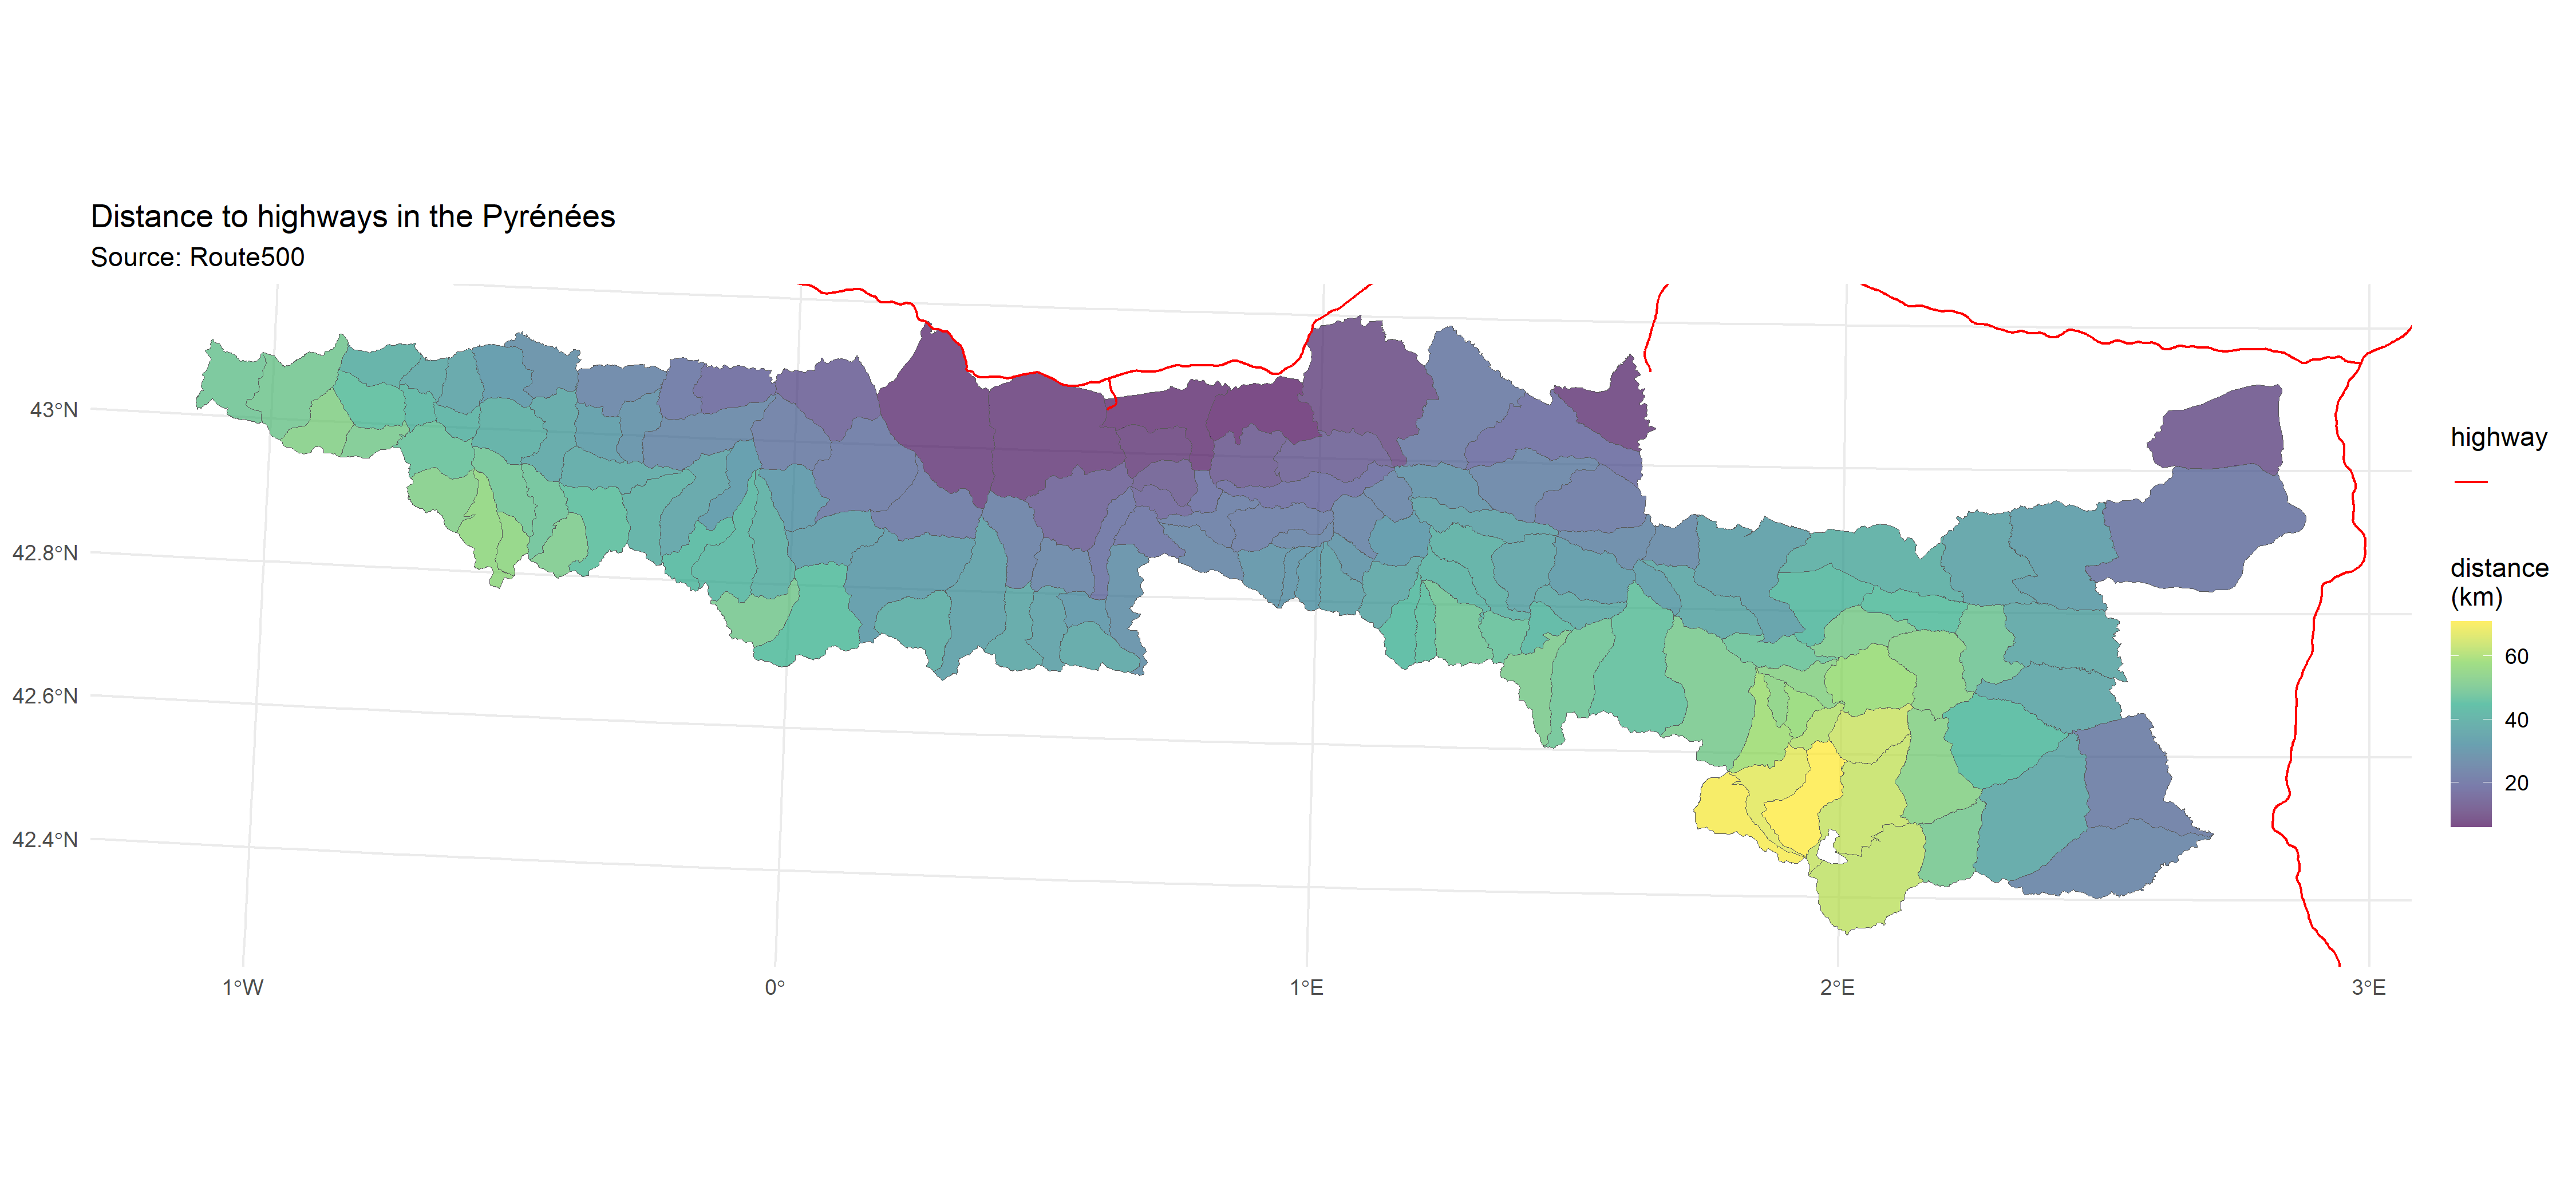 Distance to highways in the Pyrénées
Source: Route500
43°N
42.8°N
42.6°N
42.4°N
1°W
0°
1°E
2°E
3°E
highway
distance
(km)
60
40
20